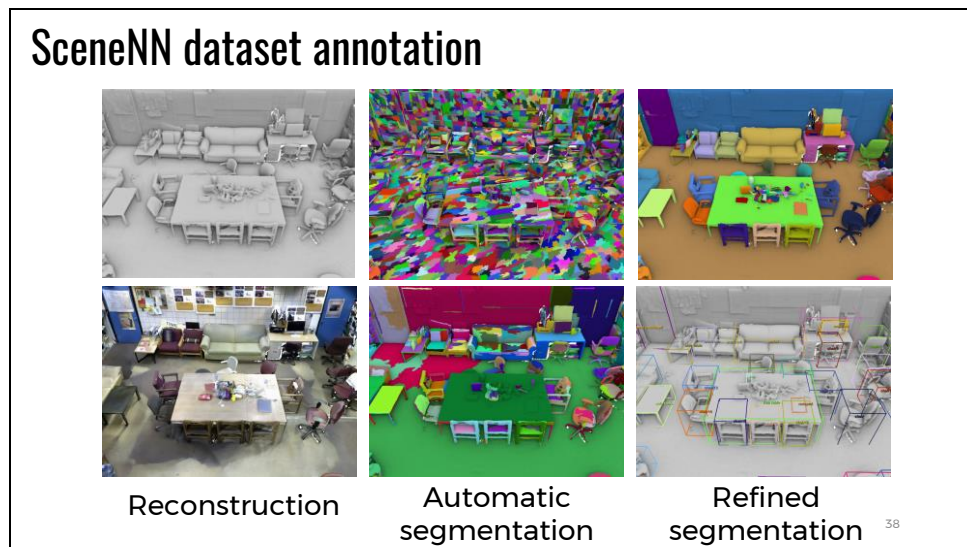 SceneNN dataset annotation
Reconstruction
Automatic
segmentation
Refined
segmentation
38